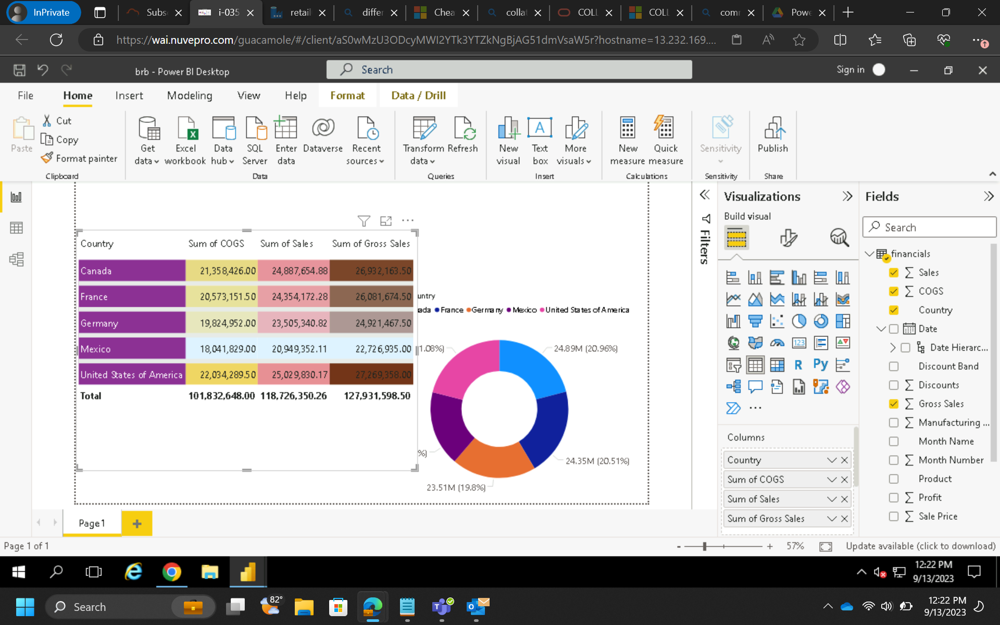 InPrivate
Subs
i-035
retail
differ
Chea
collat
COLL
COLL
com
Powe
https://wai.nuvepro.com/guacamole/#/client/aS0wMzU3ODcyMWI2YTk3YTZkNgBjAG51dmVsaW5r?hostname=13.232.169....
brb - Power BI Desktop
Search
Sign in
File
Home
Insert
Modeling
View
Help
Format
Data / Drill
Paste
Cut
Copy
Format painter
Clipboard
Get data
Excel workbook
Data hub
SQL Server
Enter data
Dataverse
Recent sources
Data
Transform data
Refresh
Queries
New visual
Text box
More visuals
Insert
New measure
Quick measure
Calculations
Sensitivity
Sensitivity
Publish
Share
Country Sum of COGS Sum of Sales Sum of Gross Sales
Canada 21,358,426.00 24,887,654.88 26,932,163.50
France 20,573,151.50 24,354,172.28 26,081,674.50
Germany 19,824,952.00 23,505,340.82 24,921,467.50
Mexico 18,041,829.00 20,949,352.11 22,726,935.00
United States of America 22,034,289.50 25,029,830.17 27,269,358.00
Total 101,832,648.00 118,726,350.26 127,931,598.50
untry
ada France Germany Mexico United States of America
1.08%)
24.89M (20.96%)
%)
24.35M (20.51%)
23.51M (19.8%)
Filters
Visualizations
Build visual
123
R
Py
Columns
Country
Sum of COGS
Sum of Sales
Sum of Gross Sales
Fields
Search
financials
Sales
COGS
Country
Date
Date Hierarc...
Discount Band
Discounts
Gross Sales
Manufacturing ...
Month Name
Month Number
Product
Profit
Sale Price
Page 1
Page 1 of 1
57%
Update available (click to download)
12:22 PM
9/13/2023
Search
82°
12:22 PM
9/13/2023